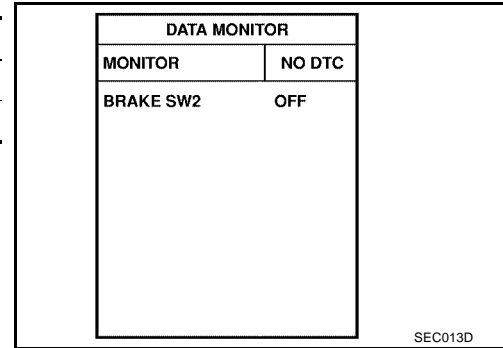 DATA MONITOR
MONITOR NO DTC
BRAKE SW2 OFF
SEC013D